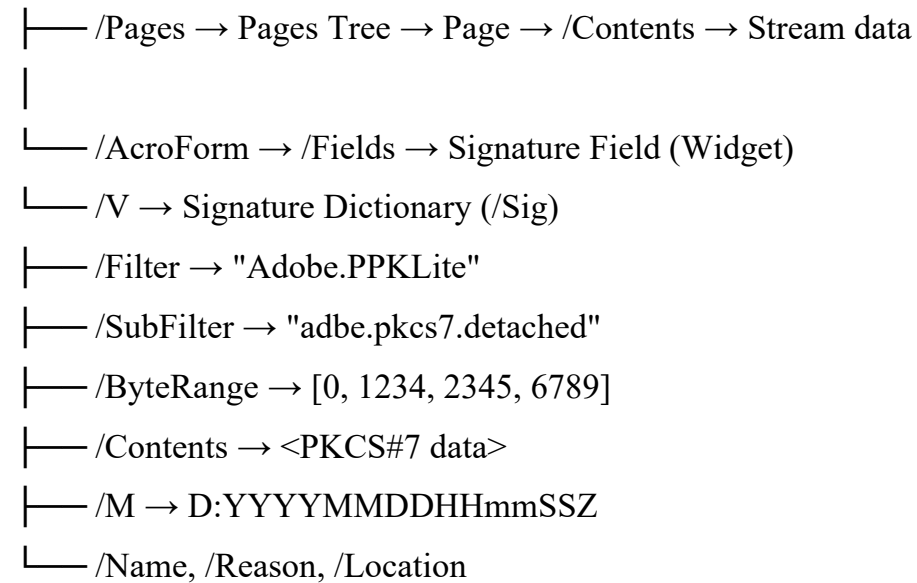 ├── /Pages → Pages Tree → Page → /Contents → Stream data
│
└── /AcroForm → /Fields → Signature Field (Widget)
└── /V → Signature Dictionary (/Sig)
├── /Filter → "Adobe.PPKLite"
├── /SubFilter → "adbe.pkcs7.detached"
├── /ByteRange → [0, 1234, 2345, 6789]
├── /Contents → <PKCS#7 data>
├── /M → D:YYYYMMDDHHmmSSZ
└── /Name, /Reason, /Location